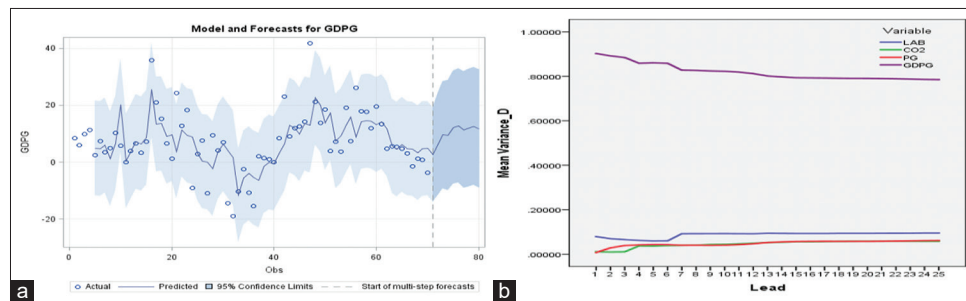 Model and Forecasts for GDPG
40
20
0
-20
GDPG
0
20
40
60
80
Obs
Actual
Predicted
95% Confidence Limits
Start of multi-step forecasts
a
1.00000
.80000
.60000
.40000
.20000
.00000
Mean Variance_D
Variable
LAB
CO2
PG
GDPG
1 2 3 4 5 6 7 8 9 10 11 12 13 14 15 16 17 18 19 20 21 22 23 24 25
Lead
b